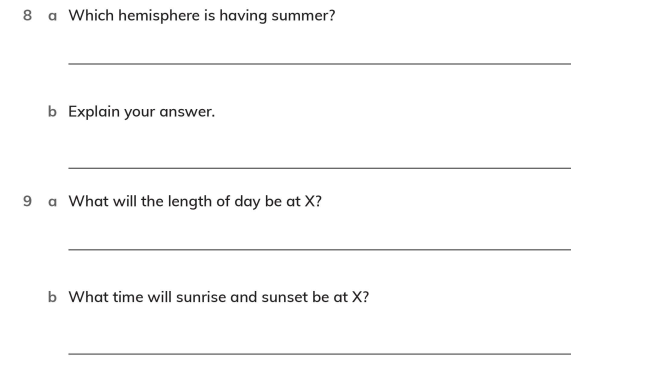 8 a Which hemisphere is having summer?
b Explain your answer.
9 a What will the length of day be at X?
b What time will sunrise and sunset be at X?